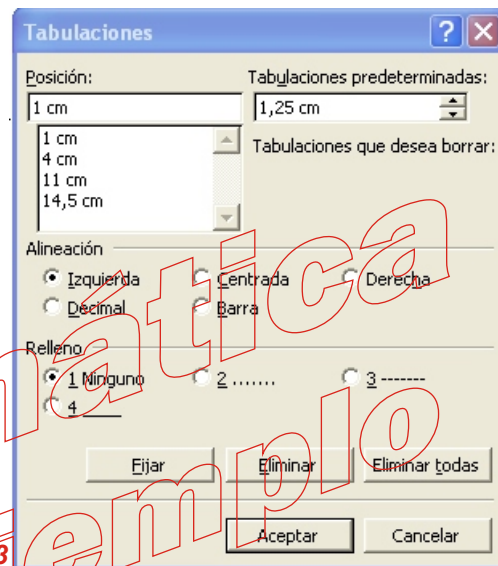 Tabulaciones
Posición:
Tabulaciones predeterminadas:
1 cm
1,25 cm
1 cm
4 cm
11 cm
14,5 cm
Tabulaciones que desea borrar:
Alineación
Izquierda Centrada Derecha
Decimal Barra
Relleno
1 Ninguno 2 ....... 3 -------
4 ____
Fijar Eliminar Eliminar todas
Aceptar Cancelar
3